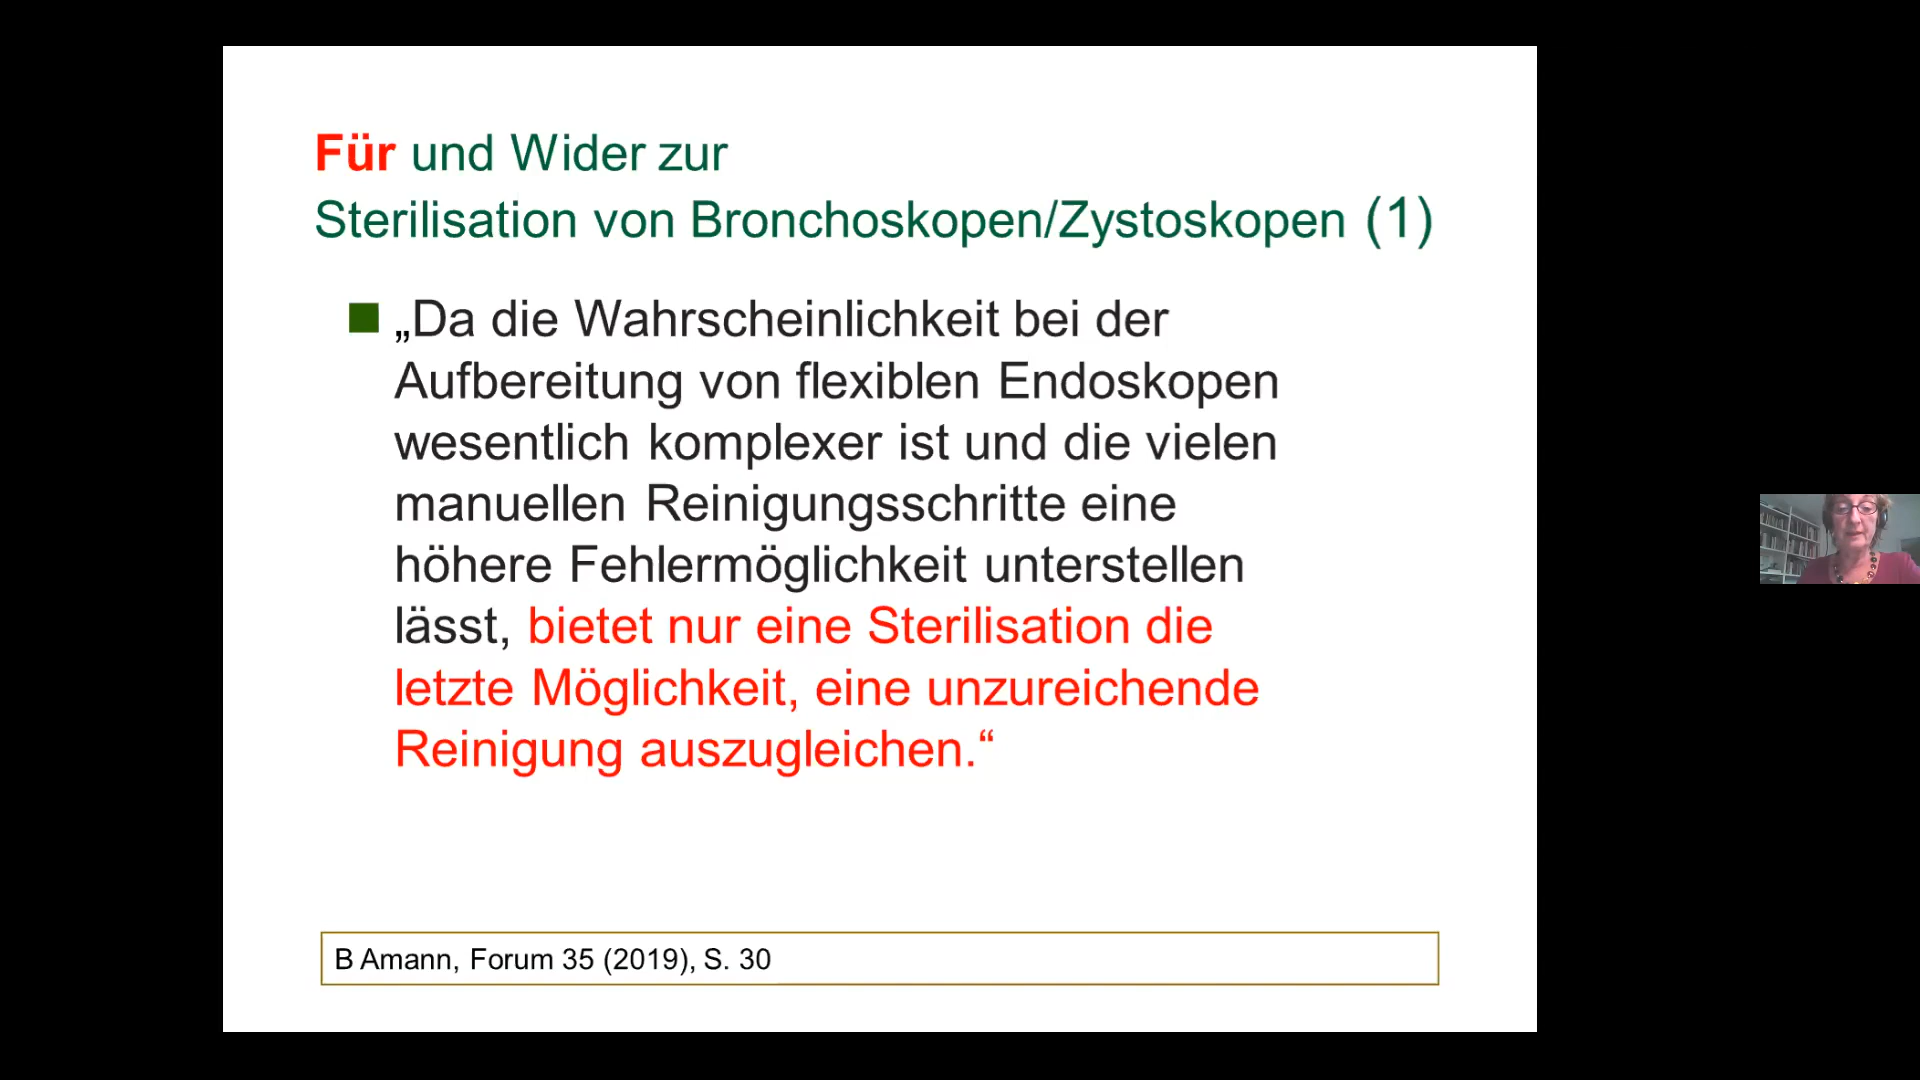 Für und Wider zur
Sterilisation von Bronchoskopen/Zystoskopen (1)
„Da die Wahrscheinlichkeit bei der
Aufbereitung von flexiblen Endoskopen
wesentlich komplexer ist und die vielen
manuellen Reinigungsschritte eine
höhere Fehlermöglichkeit unterstellen
lässt, bietet nur eine Sterilisation die
letzte Möglichkeit, eine unzureichende
Reinigung auszugleichen.“
B Amann, Forum 35 (2019), S. 30